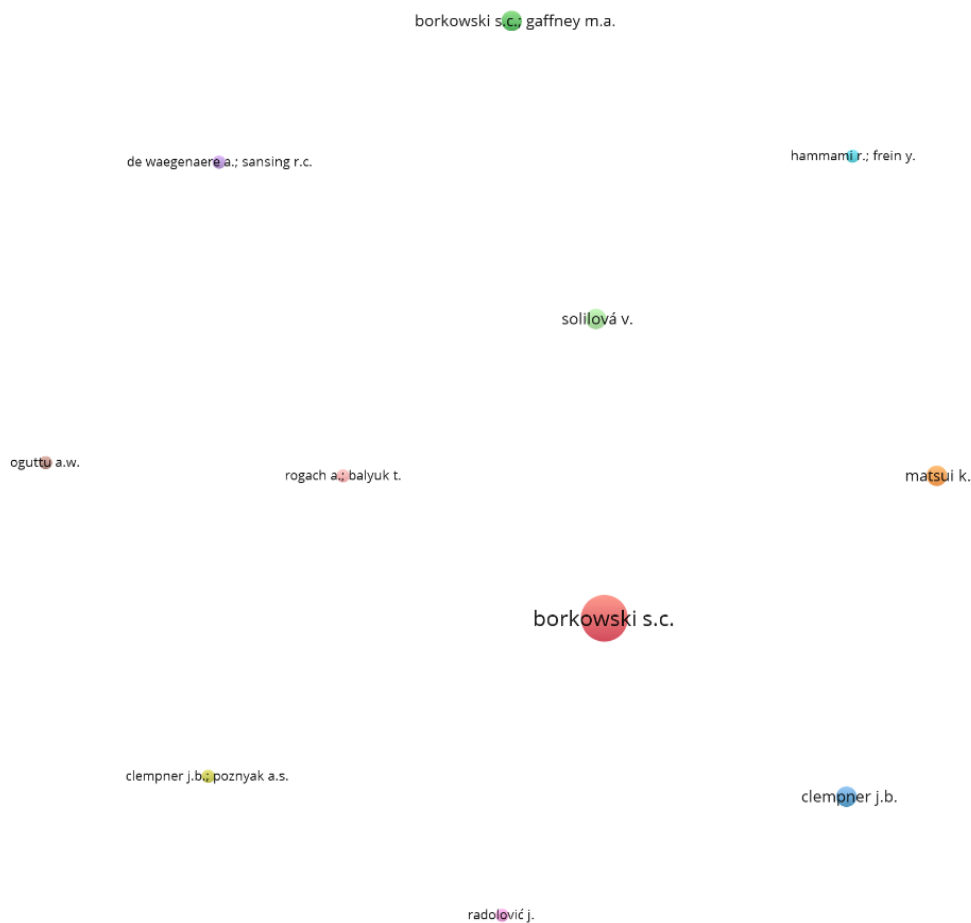 borkowski s.c.; gaffney m.a.
de waegenaere a.; sansing r.c.
hammami r.; frein y.
solilová v.
oguttu a.w.
rogach a.; balyuk t.
matsui k.
borkowski s.c.
clempner j.b.; poznyak a.s.
clempner j.b.
radolović j.